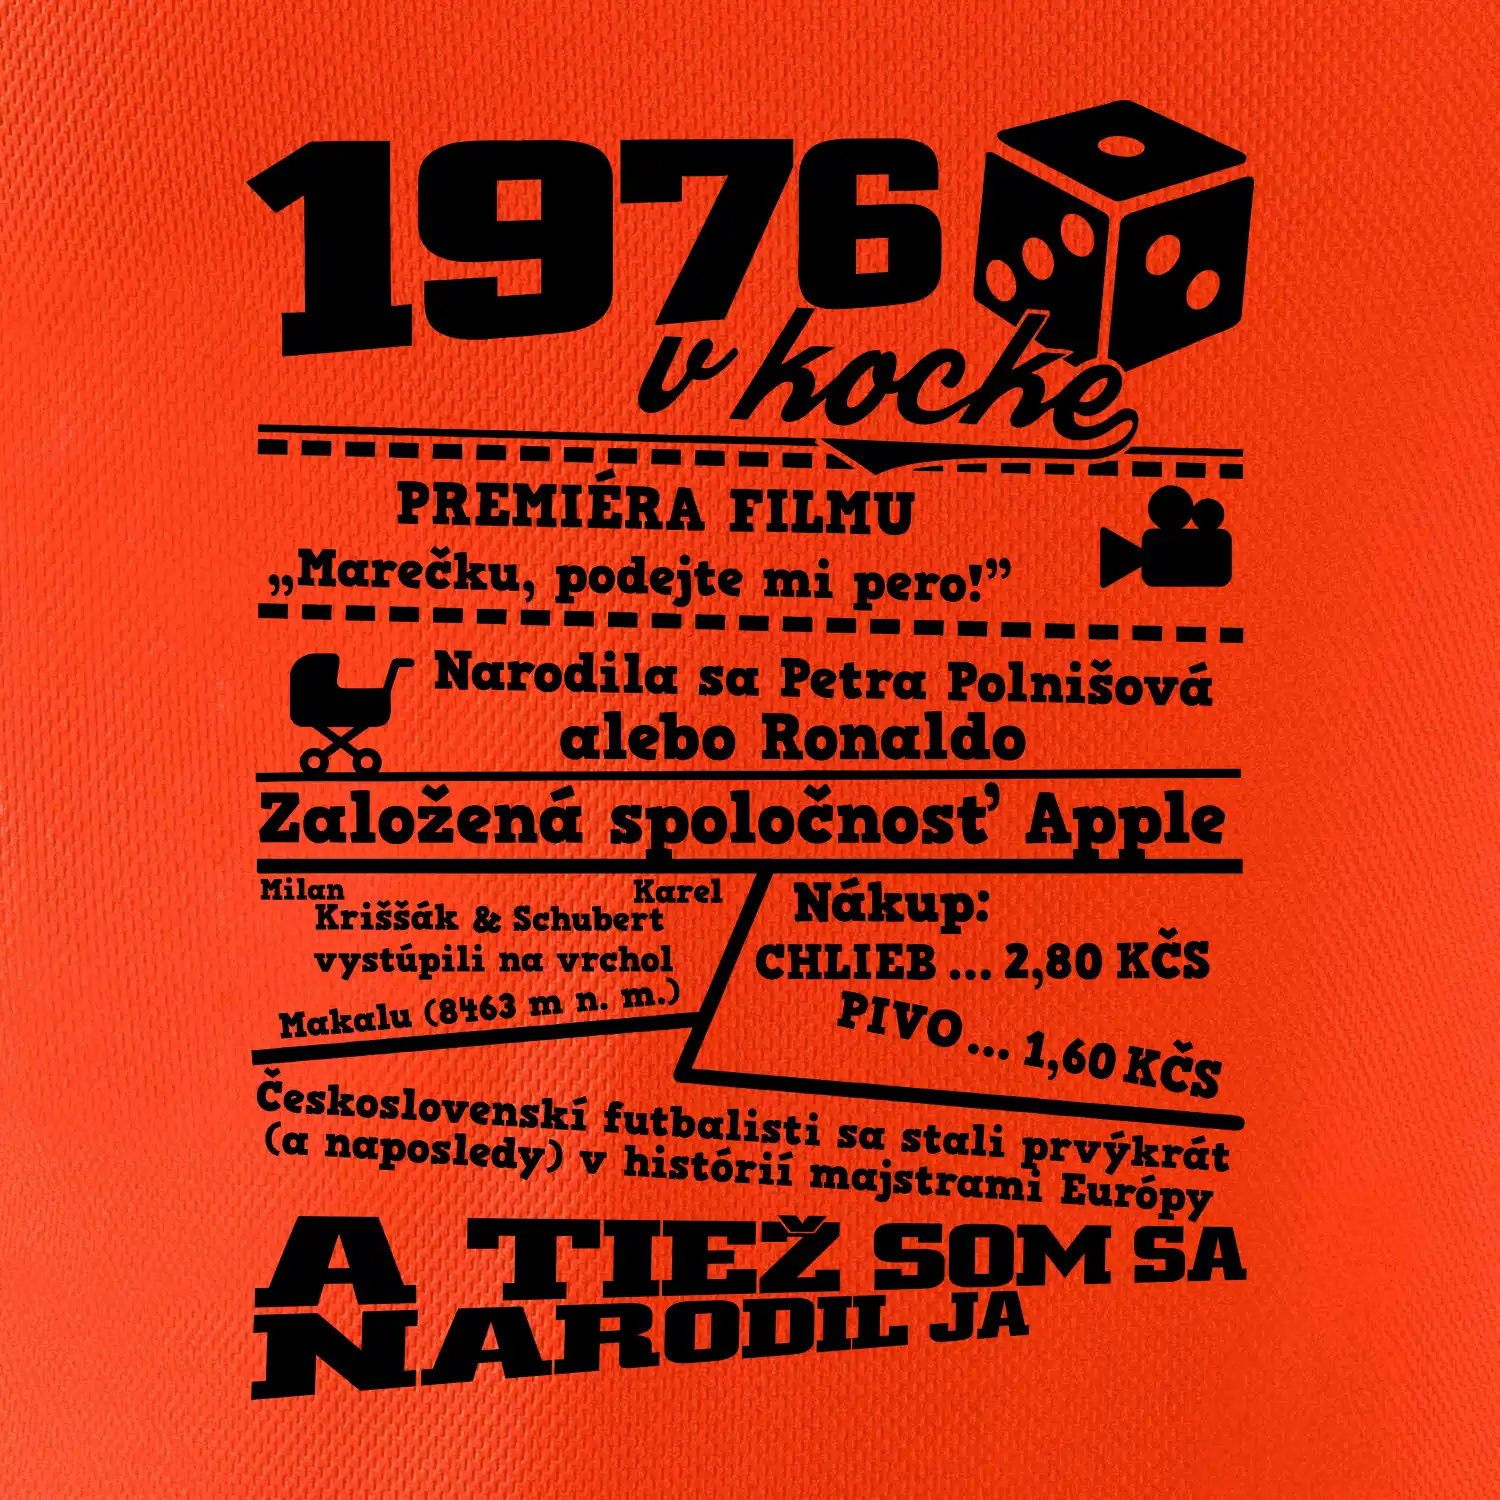 1976
v kocke
PREMIÉRA FILMU
„Marečku, podejte mi pero!”
Narodila sa Petra Polnišová
alebo Ronaldo
Založená spoločnosť Apple
Milan Karel
Kriššák & Schubert
vystúpili na vrchol
Makalu (8463 m n. m.)
Nákup:
CHLIEB ... 2,80 KČS
PIVO ... 1,60 KČS
Československí futbalisti sa stali prvýkrát
(a naposledy) v histórií majstrami Európy
A TIEŽ SOM SA
NARODIL JA